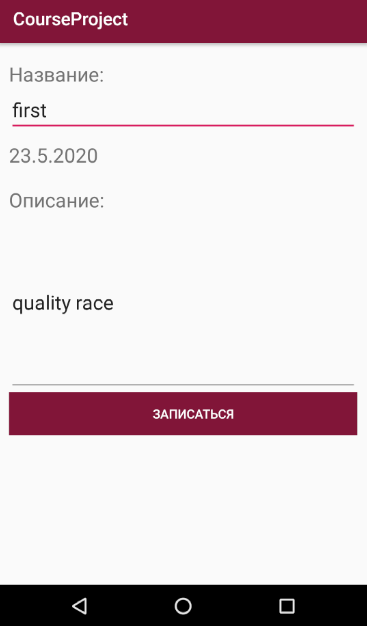 CourseProject
Название:
first
23.5.2020
Описание:
quality race
ЗАПИСАТЬСЯ